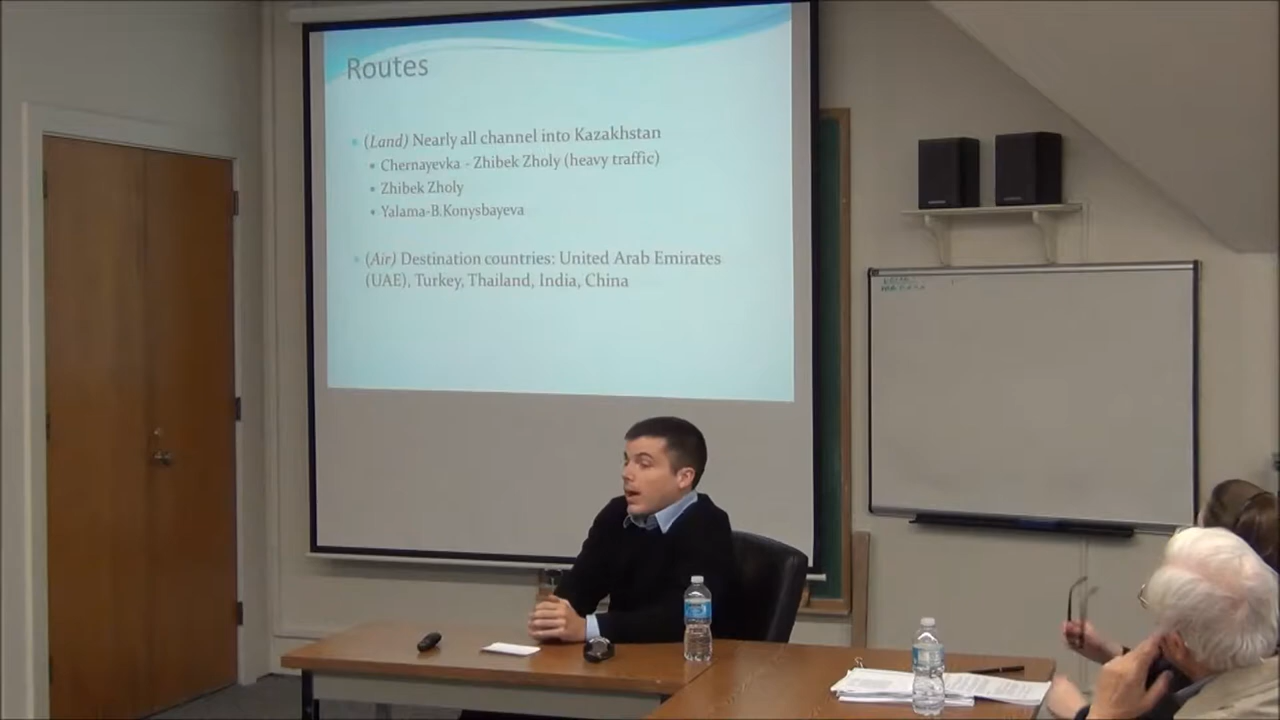 Routes
(Land) Nearly all channel into Kazakhstan
Chernayevka - Zhibek Zholy (heavy traffic)
Zhibek Zholy
Yalama-B.Konysbayeva
(Air) Destination countries: United Arab Emirates
(UAE), Turkey, Thailand, India, China